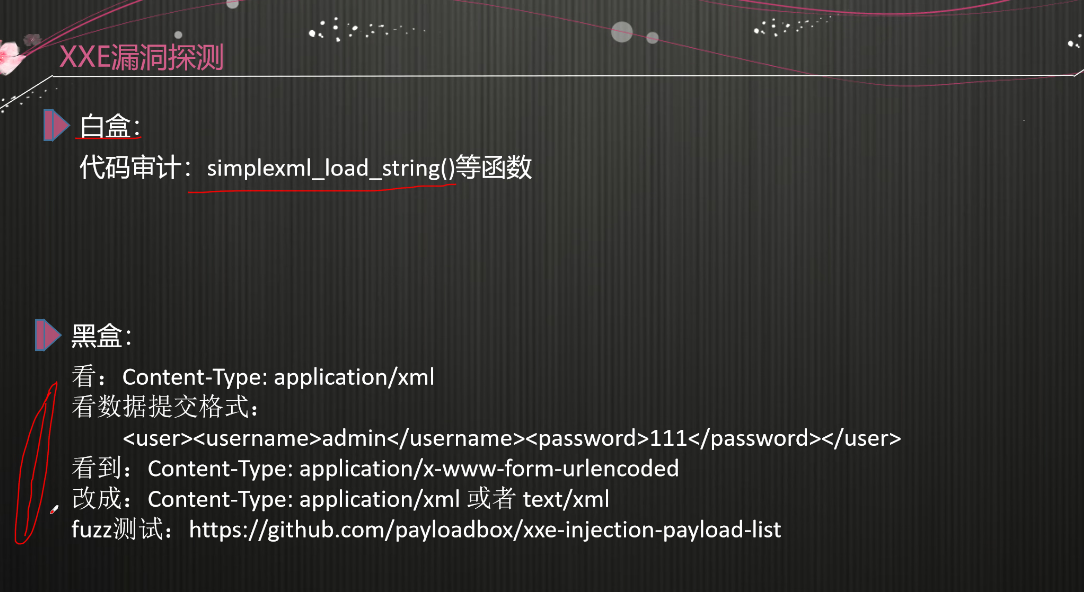 XXE漏洞探测
白盒：
代码审计：simplexml_load_string()等函数
黑盒：
看：Content-Type: application/xml
看数据提交格式：
<user><username>admin</username><password>111</password></user>
看到：Content-Type: application/x-www-form-urlencoded
改成：Content-Type: application/xml 或者 text/xml
fuzz测试：https://github.com/payloadbox/xxe-injection-payload-list